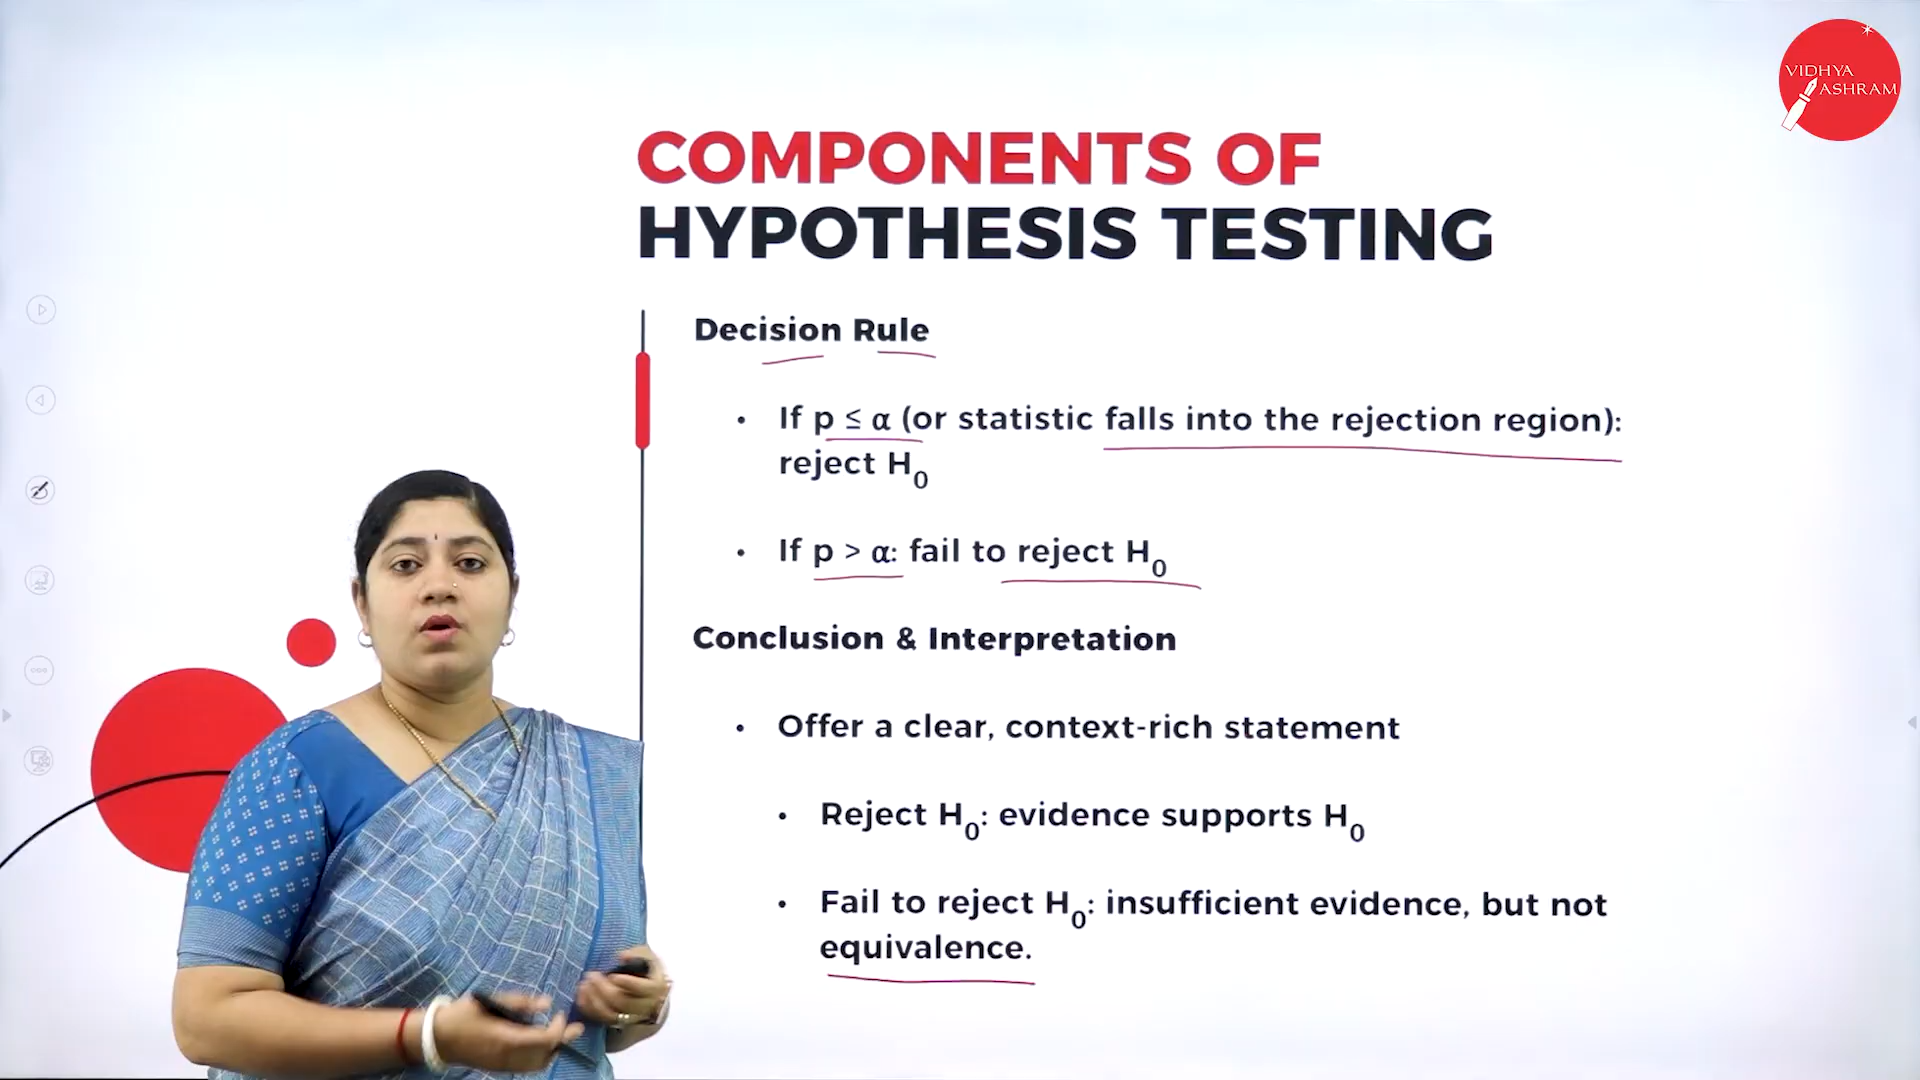 VIDHYA
ASHRAM
COMPONENTS OF
HYPOTHESIS TESTING
Decision Rule
• If p ≤ α (or statistic falls into the rejection region):
reject H₀
• If p > α: fail to reject H₀
Conclusion & Interpretation
• Offer a clear, context-rich statement
• Reject H₀: evidence supports H₀
• Fail to reject H₀: insufficient evidence, but not
equivalence.